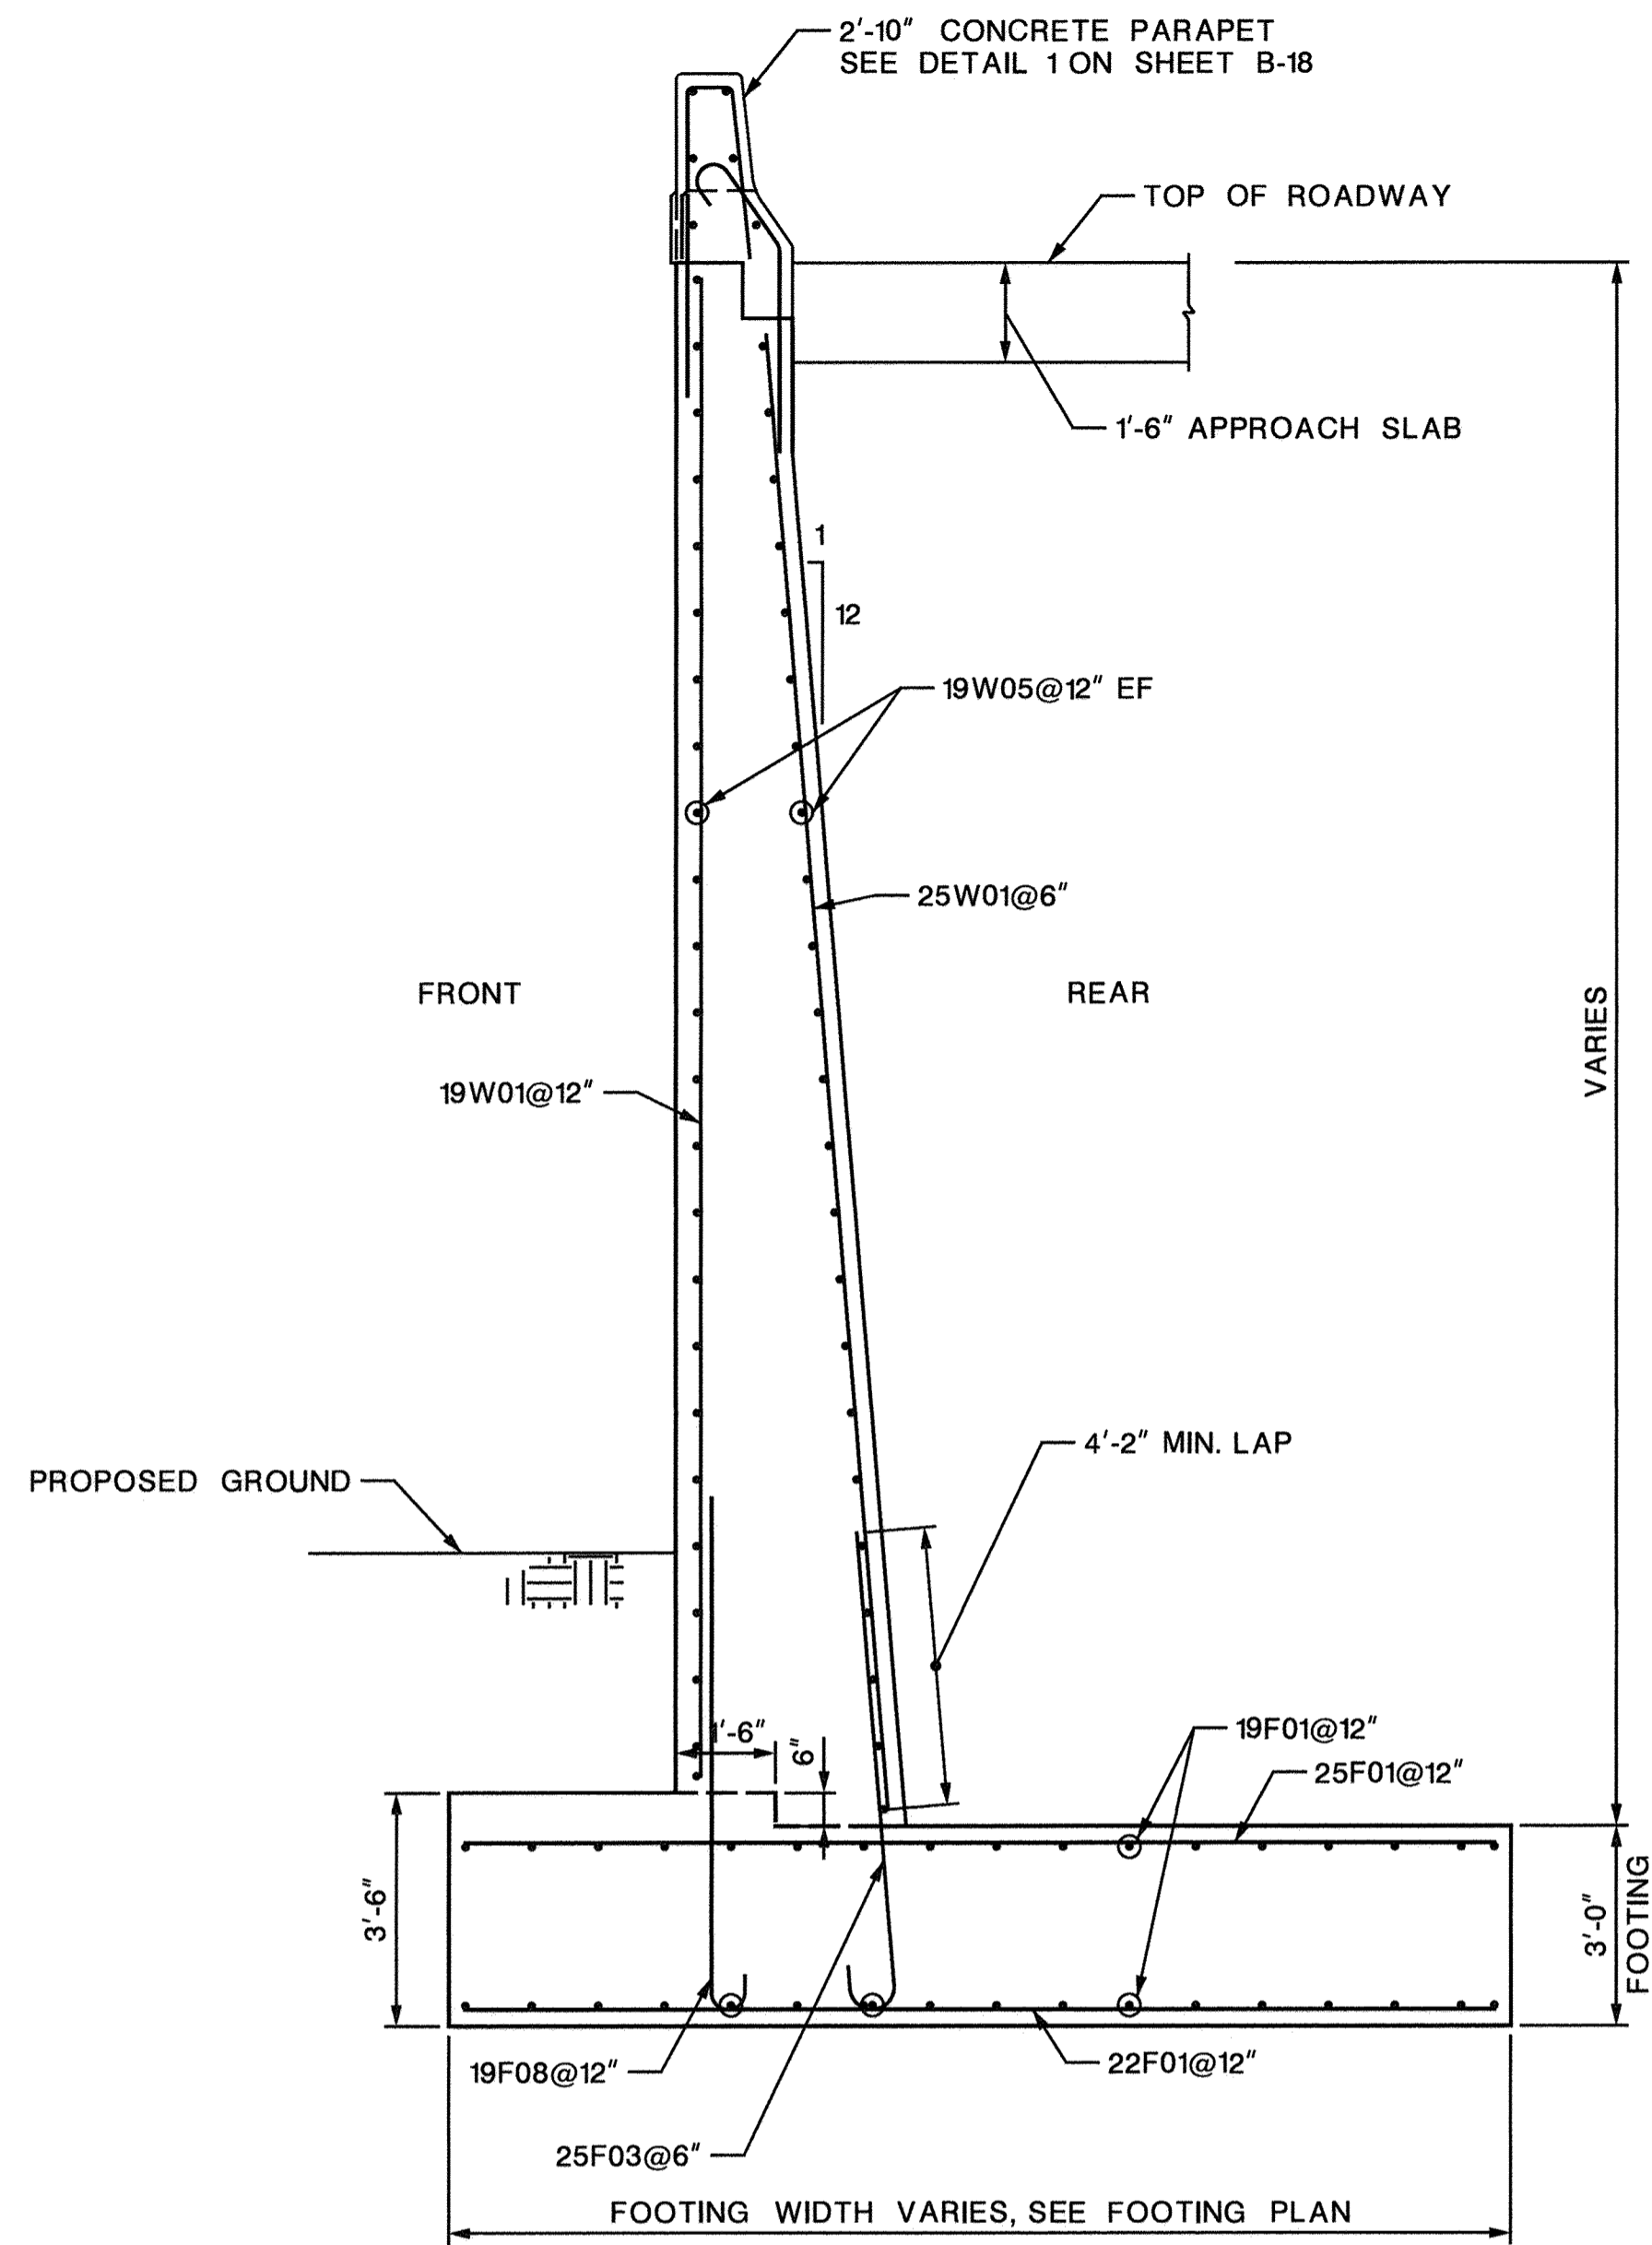 2'-10" CONCRETE PARAPET
SEE DETAIL 1 ON SHEET B-18
TOP OF ROADWAY
1'-6" APPROACH SLAB
1
12
19W05@12" EF
25W01@6"
FRONT
REAR
VARIES
19W01@12"
4'-2" MIN. LAP
PROPOSED GROUND
1'-6"
6"
19F01@12"
25F01@12"
3'-6"
3'-0"
FOOTING
19F08@12"
22F01@12"
25F03@6"
FOOTING WIDTH VARIES, SEE FOOTING PLAN